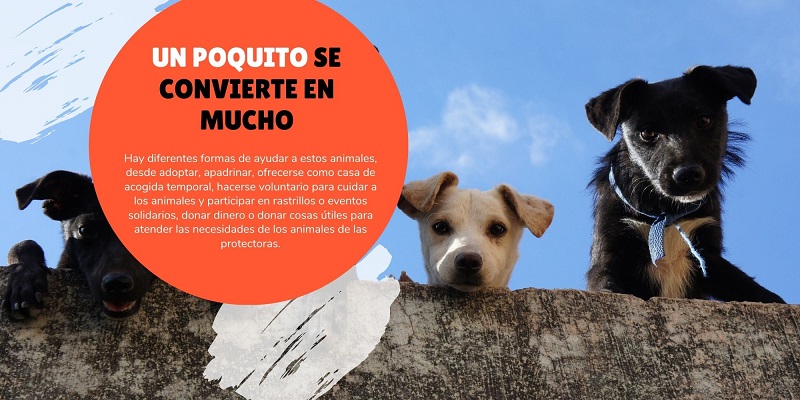 UN POQUITO SE
CONVIERTE EN
MUCHO
Hay diferentes formas de ayudar a estos animales,
desde adoptar, apadrinar, ofrecerse como casa de
acogida temporal, hacerse voluntario para cuidar a
los animales y participar en rastrillos o eventos
solidarios, donar dinero o donar cosas útiles para
atender las necesidades de los animales de las
protectoras.